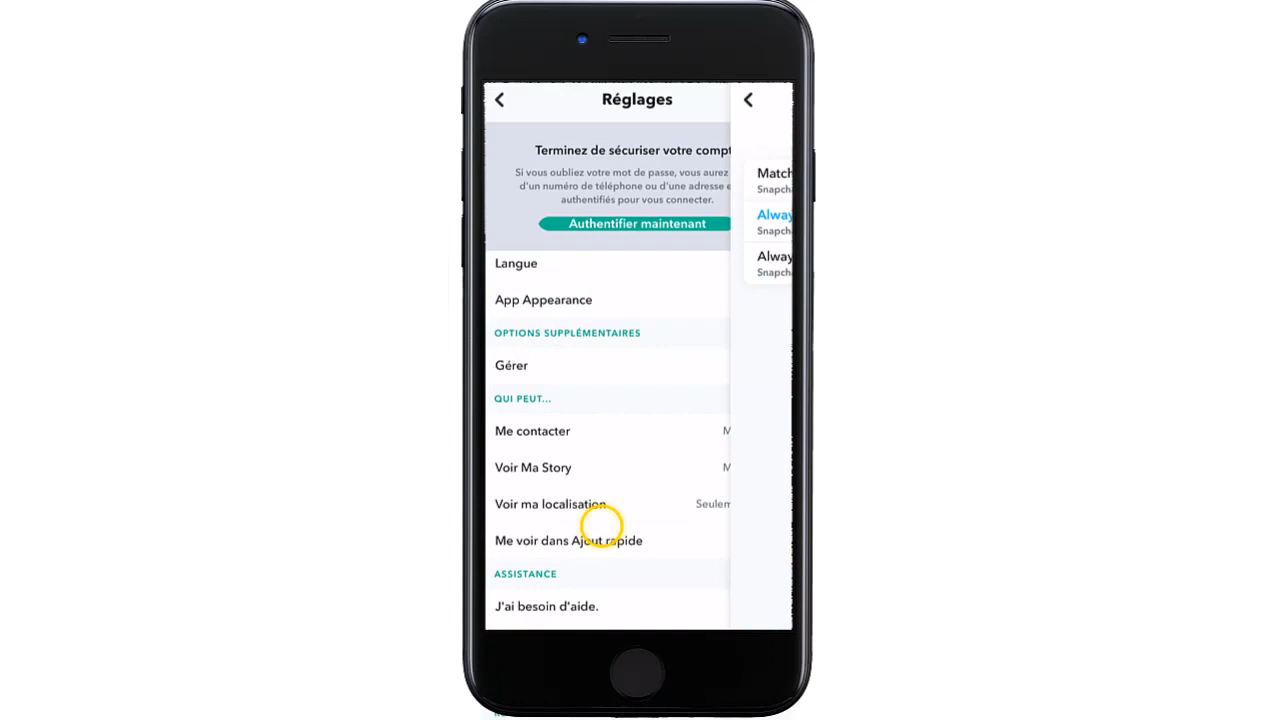 Réglages
Terminez de sécuriser votre compt
Si vous oubliez votre mot de passe, vous aurez
d'un numéro de téléphone ou d'une adresse e
authentifiés pour vous connecter.
Authentifier maintenant
Langue
App Appearance
OPTIONS SUPPLÉMENTAIRES
Gérer
QUI PEUT...
Me contacter M
Voir Ma Story M
Voir ma localisation Seulem
Me voir dans Ajout rapide
ASSISTANCE
J'ai besoin d'aide.
Match
Snapch
Alway
Snapch
Alway
Snapch